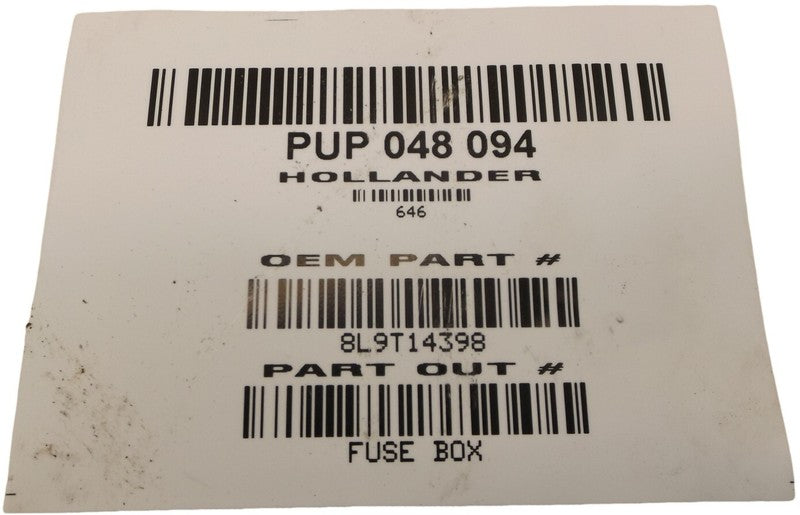 PUP 048 094
HOLLANDER
646
OEM PART #
8L9T14398
PART OUT #
FUSE BOX